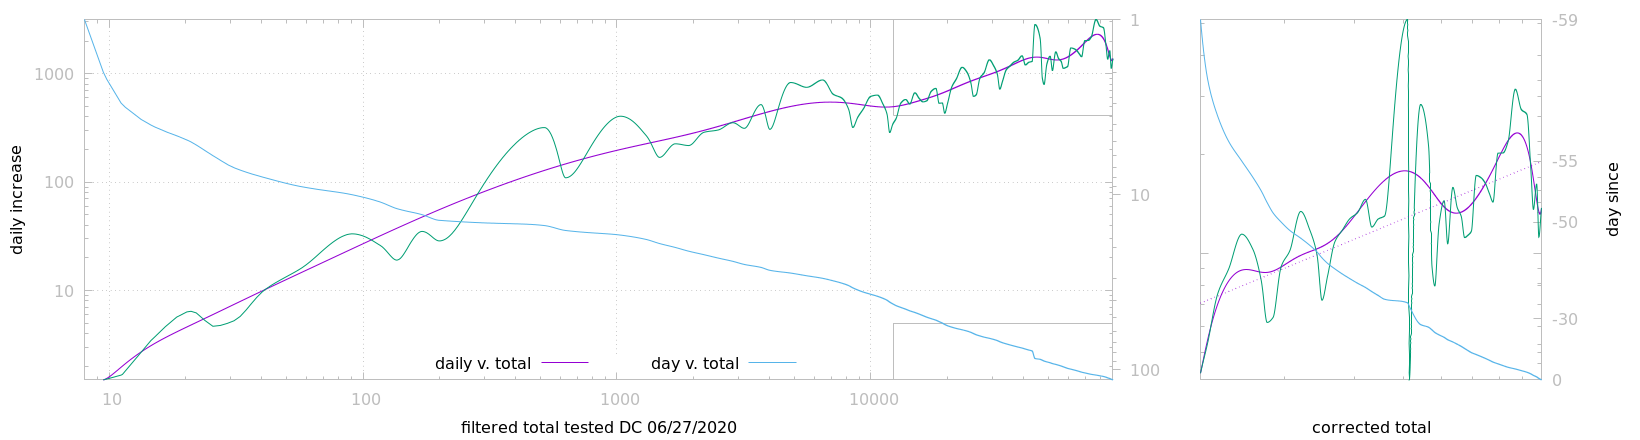 daily increase
1000
100
10
daily v. total
day v. total
10
100
1000
10000
filtered total tested DC 06/27/2020
1
10
100
-59
-55
-50
-30
0
day since
corrected total